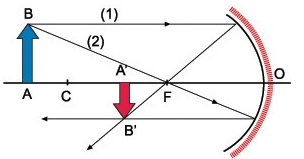 B (1)
(2)
A' O
A C F
B'